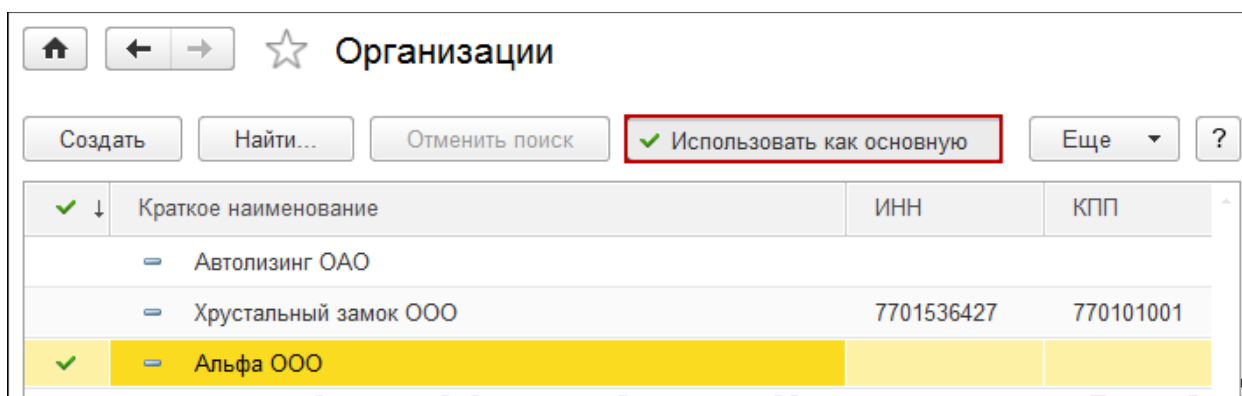 Организации
Создать Найти... Отменить поиск Использовать как основную Еще ?
Краткое наименование ИНН КПП
Автолизинг ОАО
Хрустальный замок ООО 7701536427 770101001
Альфа ООО